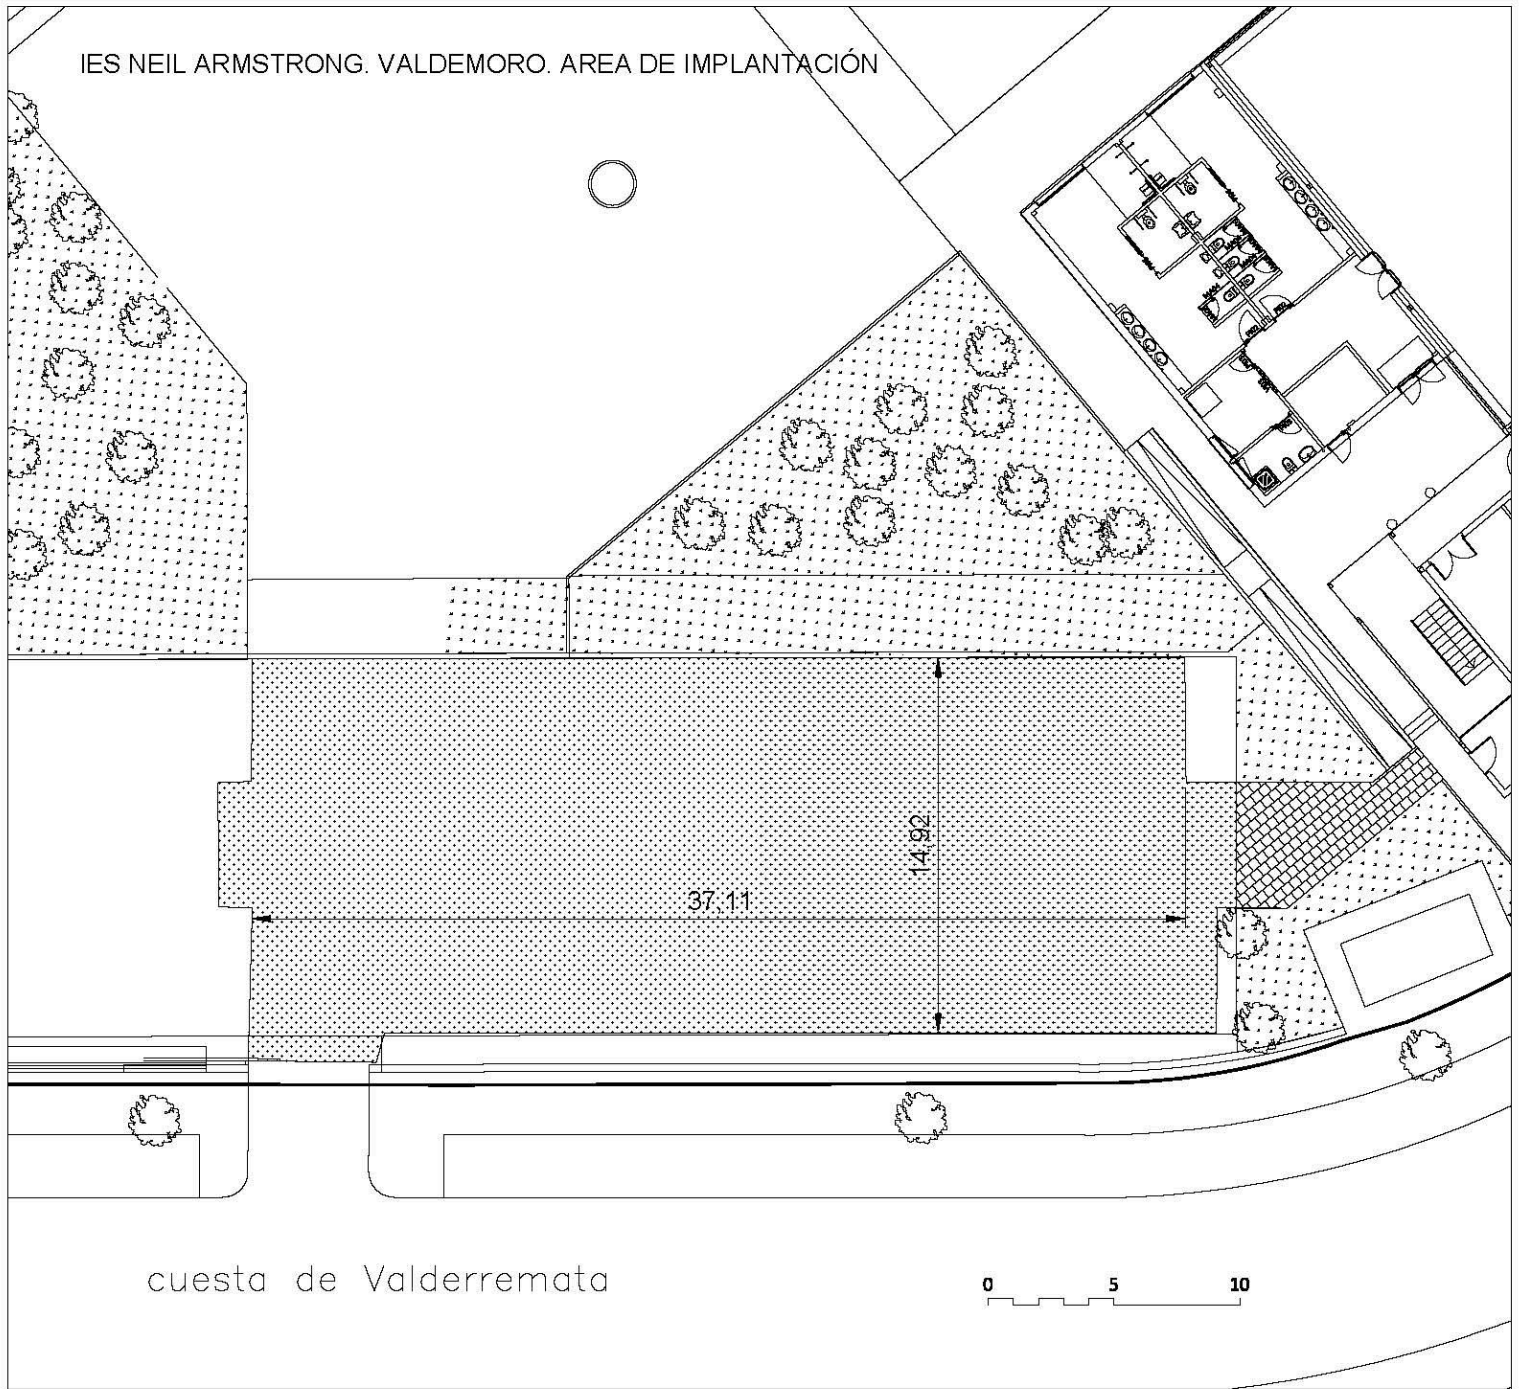 IES NEIL ARMSTRONG. VALDEMORO. AREA DE IMPLANTACIÓN
14,92
37,11
cuesta de Valderremata
0 5 10